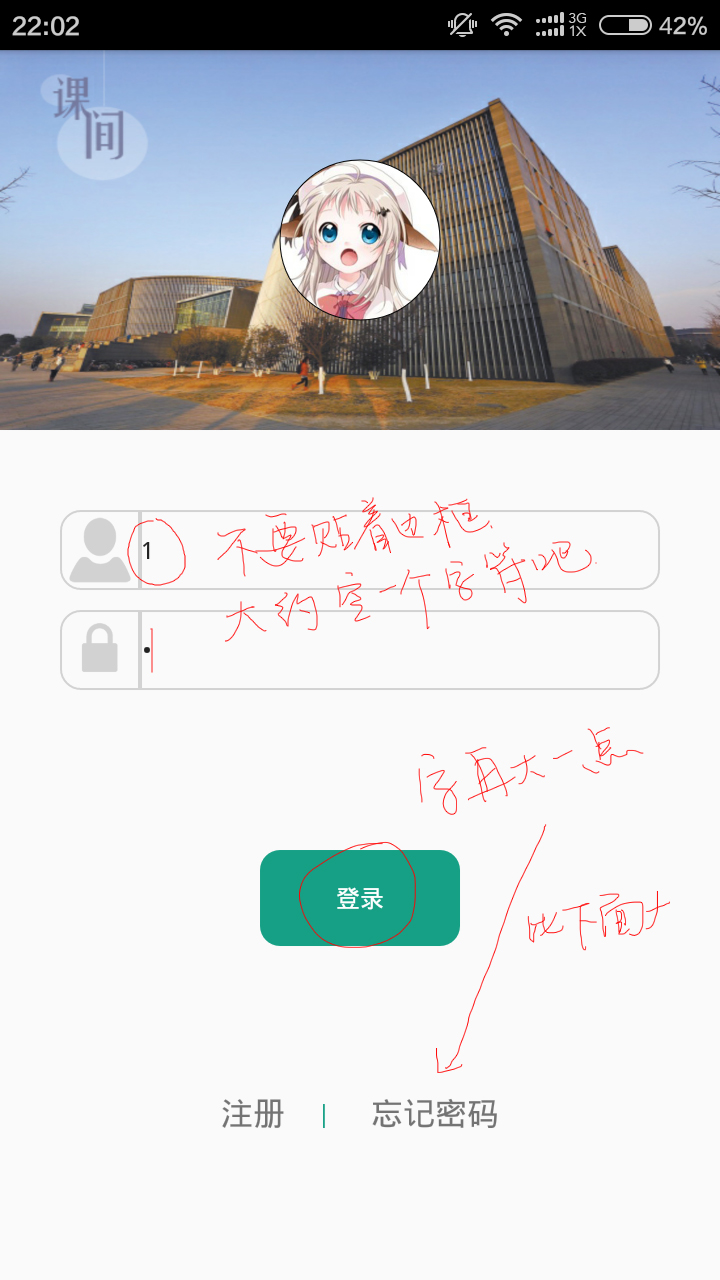 22:02
3G
1X
42%
课
间
1
不要贴着边框
大约空一个字符吧
•
字再大一点
登录
比下面大
注册 | 忘记密码